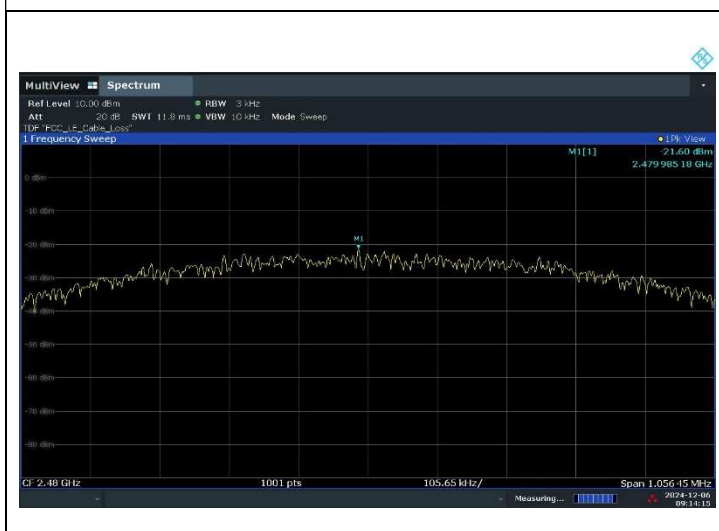 MultiView Spectrum
Ref Level 10.00 dBm RBW 3 kHz
Att 20 dB SWT 11.8 ms VBW 10 kHz Mode Sweep
TDF "FCC_LE_Cable_Loss"
1 Frequency Sweep 1Pk View
M1[1] -21.60 dBm
2.479 985 18 GHz
0 dBm
-10 dBm
M1
-20 dBm
-30 dBm
-40 dBm
-50 dBm
-60 dBm
-70 dBm
-80 dBm
CF 2.48 GHz 1001 pts 105.65 kHz/ Span 1.056 45 MHz
Measuring... 2024-12-06
09:14:15